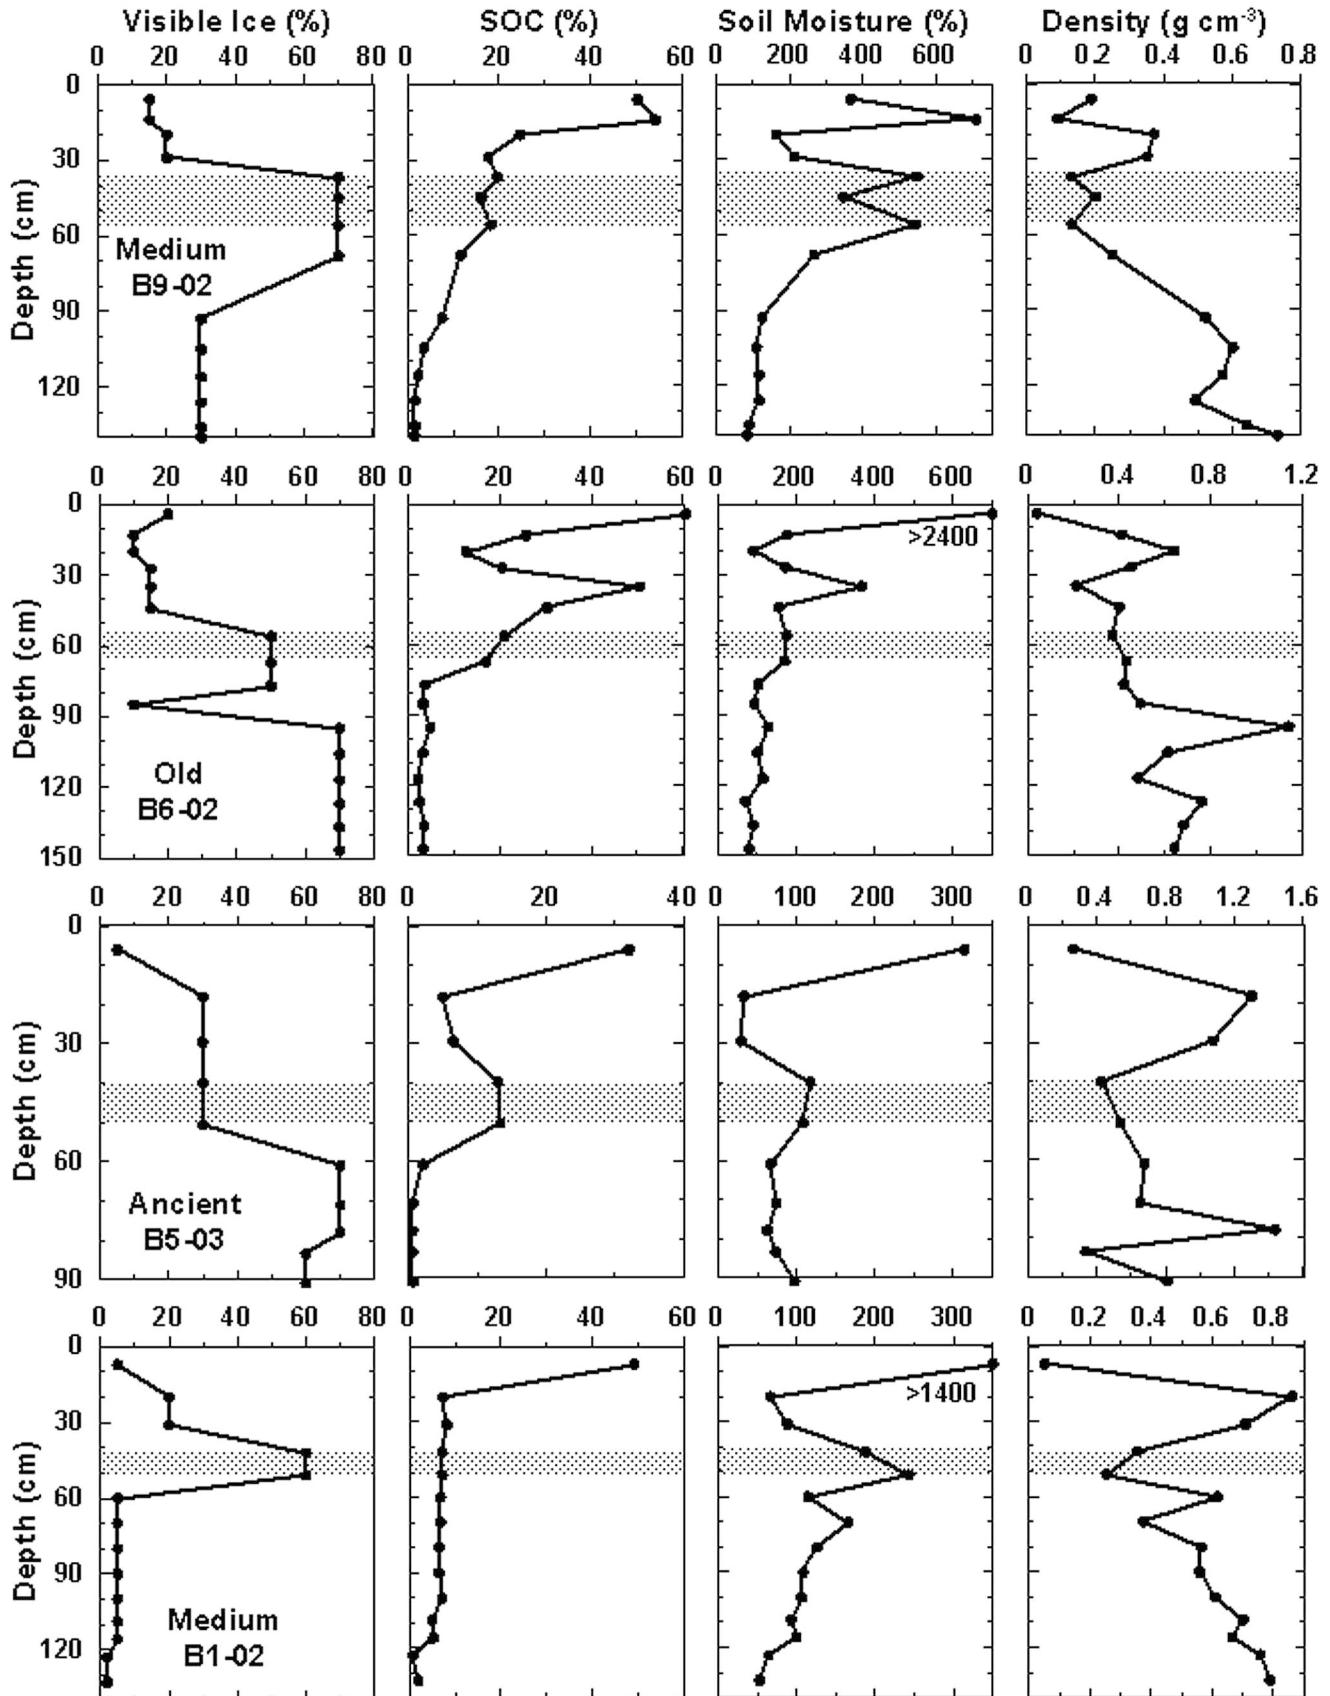 Visible Ice (%) SOC (%) Soil Moisture (%) Density (g cm-3)
0 20 40 60 80 0 20 40 60 0 200 400 600 0 0.2 0.4 0.6 0.8
0
30
60
90
120
Depth (cm)
Medium
B9-02
0 20 40 60 80 0 20 40 60 0 200 400 600 0 0.4 0.8 1.2
0
30
60
90
120
150
Depth (cm)
>2400
Old
B6-02
0 20 40 60 80 0 20 40 0 100 200 300 0 0.4 0.8 1.2 1.6
0
30
60
90
Depth (cm)
Ancient
B5-03
0 20 40 60 80 0 20 40 60 0 100 200 300 0 0.2 0.4 0.6 0.8
0
30
60
90
120
Depth (cm)
>1400
Medium
B1-02